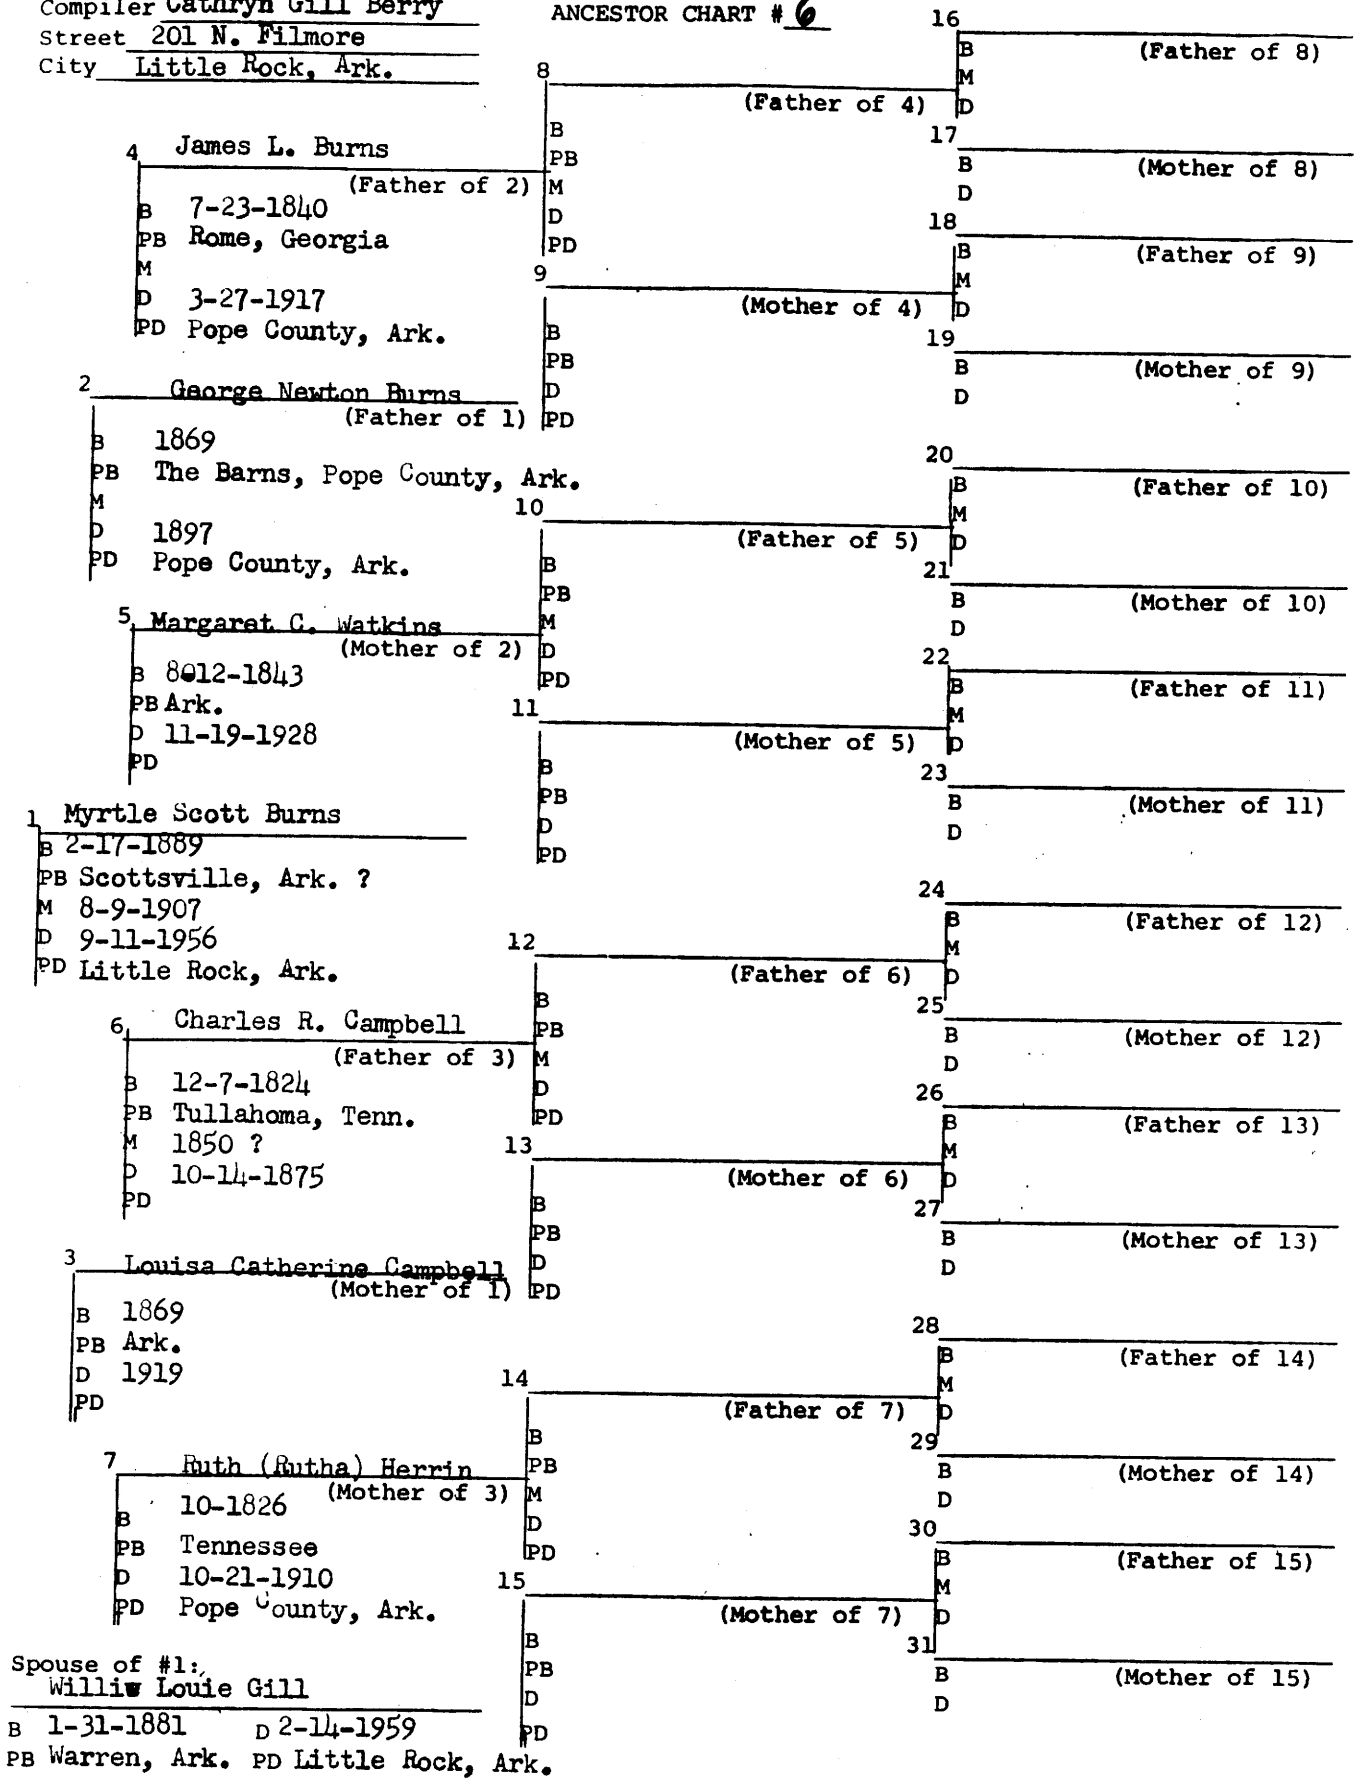 Compiler Cathryn Gill Berry
Street 201 N. Filmore
City Little Rock, Ark.
ANCESTOR CHART # 6
4 James L. Burns
(Father of 2)
B 7-23-1840
PB Rome, Georgia
M
D 3-27-1917
PD Pope County, Ark.
2 George Newton Burns
(Father of 1)
B 1869
PB The Barns, Pope County, Ark.
M
D 1897
PD Pope County, Ark.
5 Margaret C. Watkins
(Mother of 2)
B 8012-1843
PB Ark.
D 11-19-1928
PD
1 Myrtle Scott Burns
B 2-17-1889
PB Scottsville, Ark. ?
M 8-9-1907
D 9-11-1956
PD Little Rock, Ark.
6 Charles R. Campbell
(Father of 3)
B 12-7-1824
PB Tullahoma, Tenn.
M 1850 ?
D 10-14-1875
PD
3 Louisa Catherine Campbell
(Mother of 1)
B 1869
PB Ark.
D 1919
PD
7 Ruth (Rutha) Herrin
(Mother of 3)
B 10-1826
PB Tennessee
D 10-21-1910
PD Pope County, Ark.
Spouse of #1:
Willie Louie Gill
B 1-31-1881 D 2-14-1959
PB Warren, Ark. PD Little Rock, Ark.
8
(Father of 4)
B
PB
M
D
PD
9
(Mother of 4)
B
PB
D
PD
10
(Father of 5)
B
PB
M
D
PD
11
(Mother of 5)
B
PB
D
PD
12
(Father of 6)
B
PB
M
D
PD
13
(Mother of 6)
B
PB
D
PD
14
(Father of 7)
B
PB
M
D
PD
15
(Mother of 7)
B
PB
D
PD
16
(Father of 8)
B
M
D
17
(Mother of 8)
B
D
18
(Father of 9)
B
M
D
19
(Mother of 9)
B
D
20
(Father of 10)
B
M
D
21
(Mother of 10)
B
D
22
(Father of 11)
B
M
D
23
(Mother of 11)
B
D
24
(Father of 12)
B
M
D
25
(Mother of 12)
B
D
26
(Father of 13)
B
M
D
27
(Mother of 13)
B
D
28
(Father of 14)
B
M
D
29
(Mother of 14)
B
D
30
(Father of 15)
B
M
D
31
(Mother of 15)
B
D